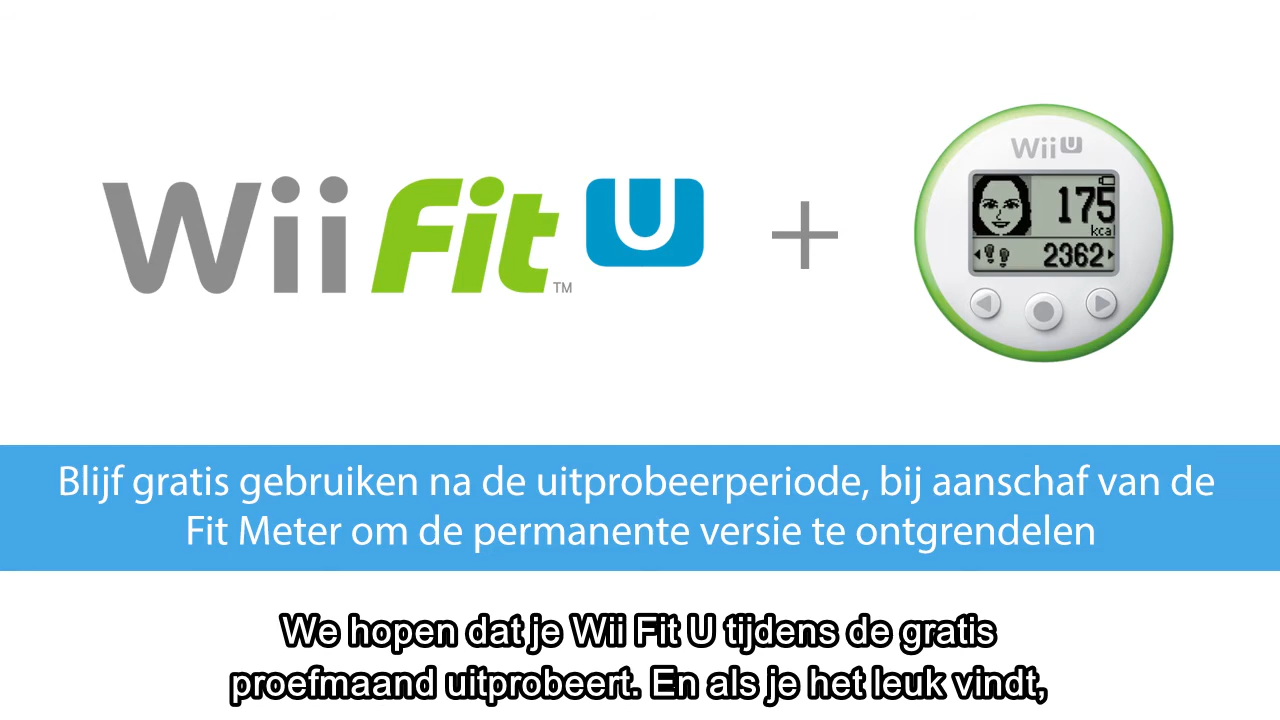 Wii Fit U
TM
Wii U
175
kcal
2362
Blijf gratis gebruiken na de uitprobeerperiode, bij aanschaf van de
Fit Meter om de permanente versie te ontgrendelen
We hopen dat je Wii Fit U tijdens de gratis
proefmaand uitprobeert. En als je het leuk vindt,